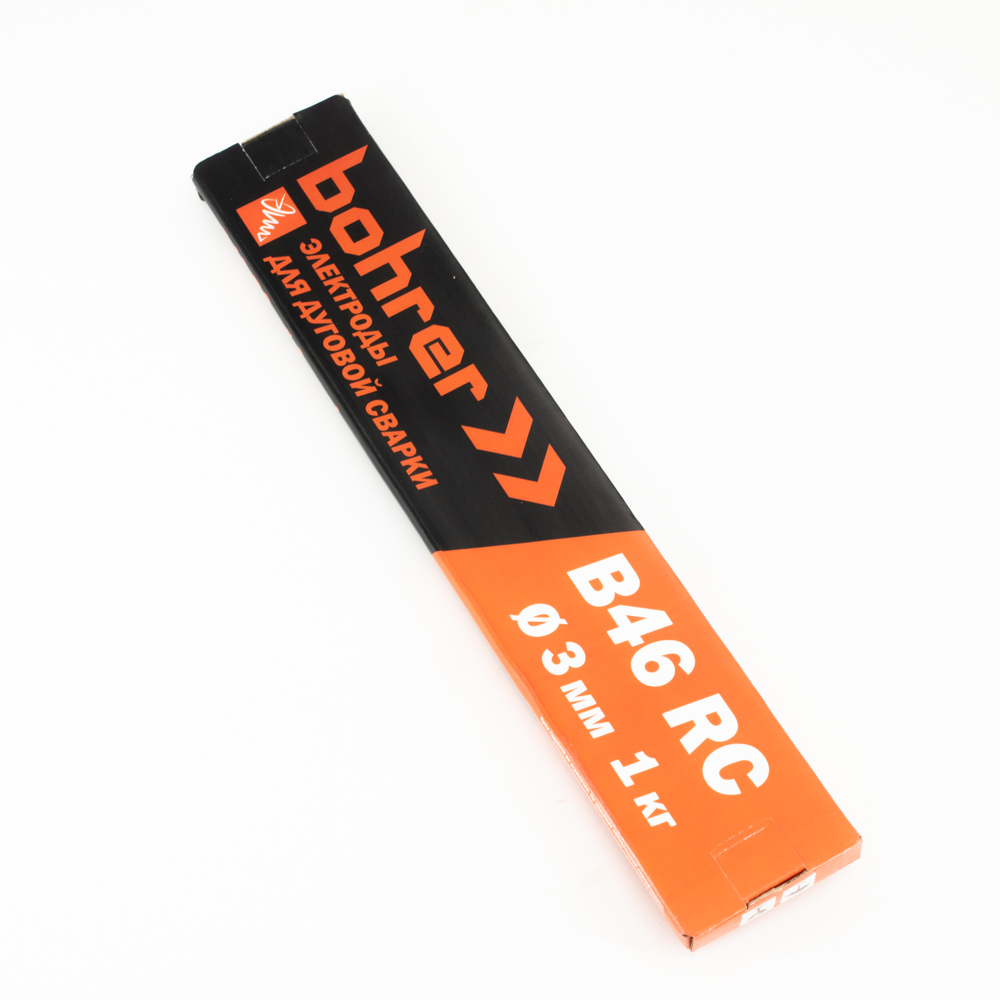 bohrer
ЭЛЕКТРОДЫ
ДЛЯ ДУГОВОЙ СВАРКИ
B46 RC
Ø 3 мм 1 кг